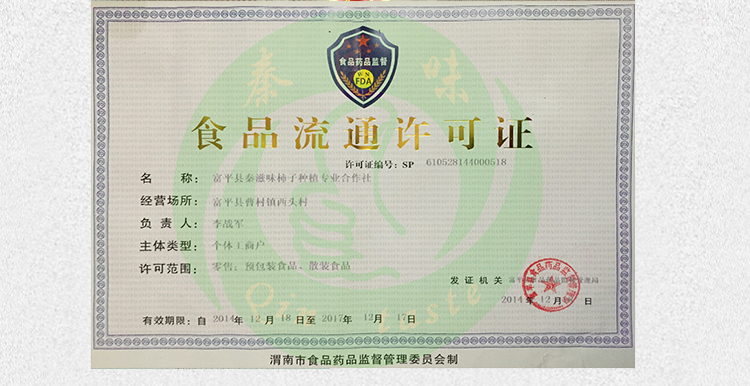 秦 味
食品药品监督
WN
FDA
食品流通许可证
许可证编号：SP 610528144000518
名 称： 富平县秦滋味柿子种植专业合作社
经营场所： 富平县曹村镇西头村
负 责 人： 李战军
主体类型： 个体工商户
许可范围： 零售：预包装食品、散装食品
发证机关
2014年 12月 日
有效期限：自 2014年 12月 18日至 2017年 12月 17日
渭南市食品药品监督管理委员会制